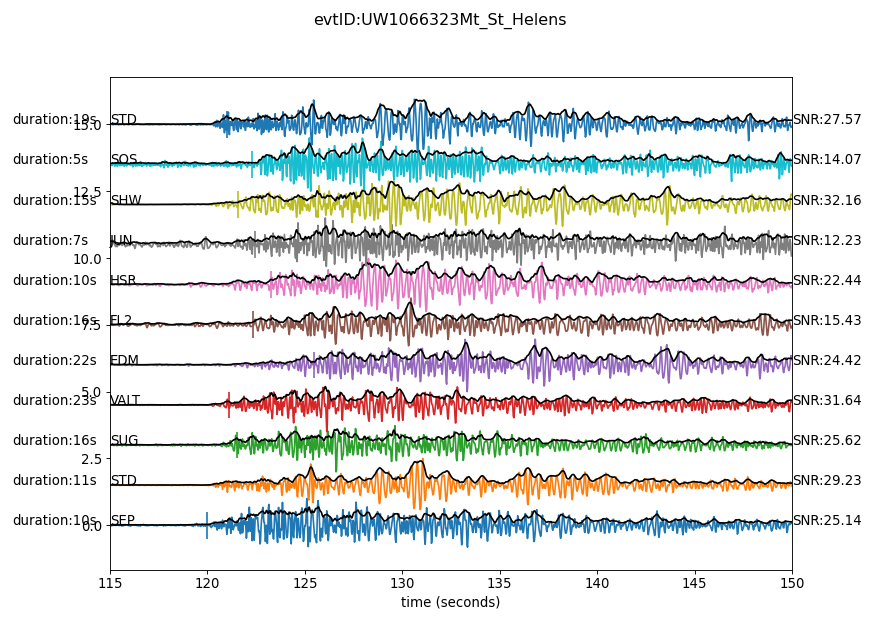 evtID:UW1066323Mt_St_Helens
duration:19s STD SNR:27.57
15.0
duration:5s SOS SNR:14.07
12.5
duration:15s SHW SNR:32.16
duration:7s JUN SNR:12.23
10.0
duration:10s HSR SNR:22.44
duration:16s FL2 SNR:15.43
7.5
duration:22s EDM SNR:24.42
5.0
duration:23s VALT SNR:31.64
duration:16s SUG SNR:25.62
2.5
duration:11s STD SNR:29.23
duration:10s SEP SNR:25.14
0.0
115 120 125 130 135 140 145 150
time (seconds)